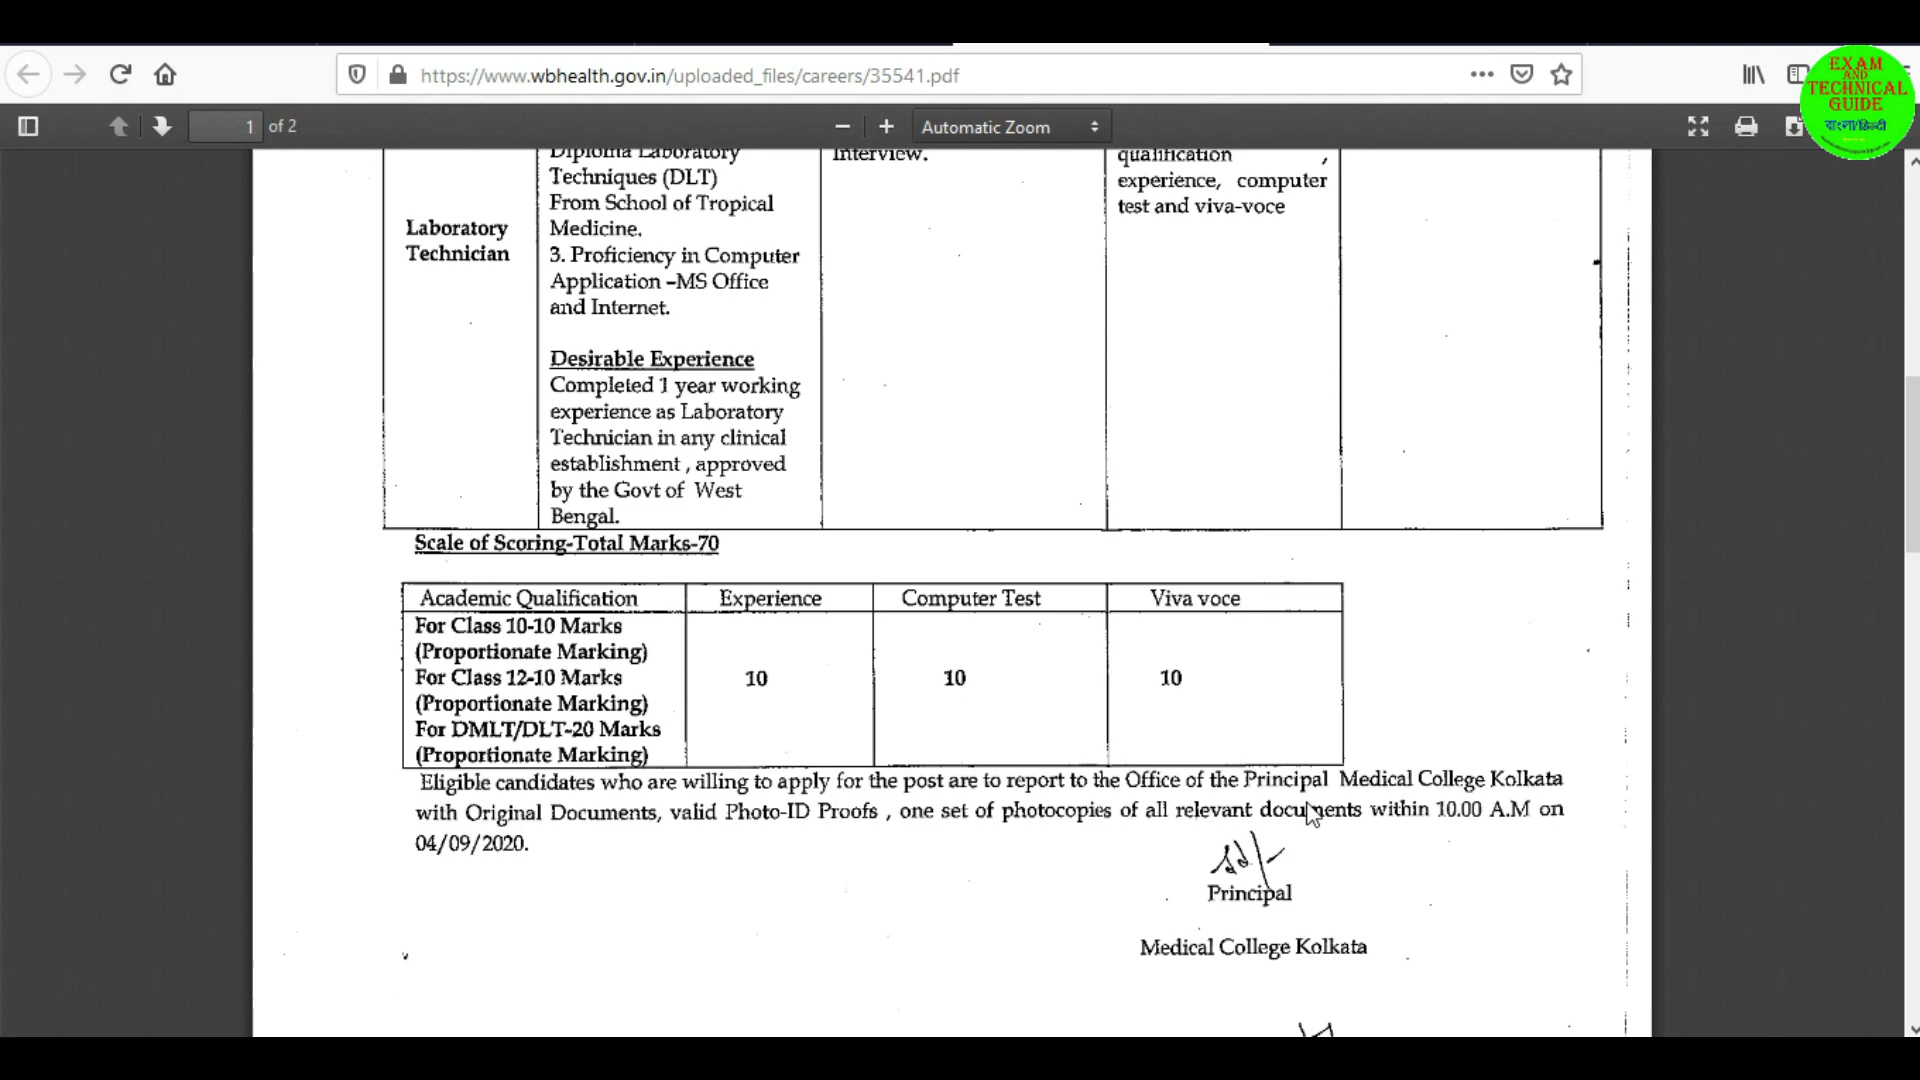 https://www.wbhealth.gov.in/uploaded_files/careers/35541.pdf
EXAM
AND
TECHNICAL
GUIDE
বাংলা/हिन्दी
1 of 2
Automatic Zoom
Laboratory
Technician
Diploma Laboratory
Techniques (DLT)
From School of Tropical
Medicine.
3. Proficiency in Computer
Application –MS Office
and Internet.
Desirable Experience
Completed 1 year working
experience as Laboratory
Technician in any clinical
establishment , approved
by the Govt of West
Bengal.
Interview.
qualification ,
experience, computer
test and viva-voce
Scale of Scoring-Total Marks-70
Academic Qualification Experience Computer Test Viva voce
For Class 10-10 Marks
(Proportionate Marking)
For Class 12-10 Marks 10 10 10
(Proportionate Marking)
For DMLT/DLT-20 Marks
(Proportionate Marking)
Eligible candidates who are willing to apply for the post are to report to the Office of the Principal Medical College Kolkata
with Original Documents, valid Photo-ID Proofs , one set of photocopies of all relevant documents within 10.00 A.M on
04/09/2020.
Sd/-
Principal
Medical College Kolkata